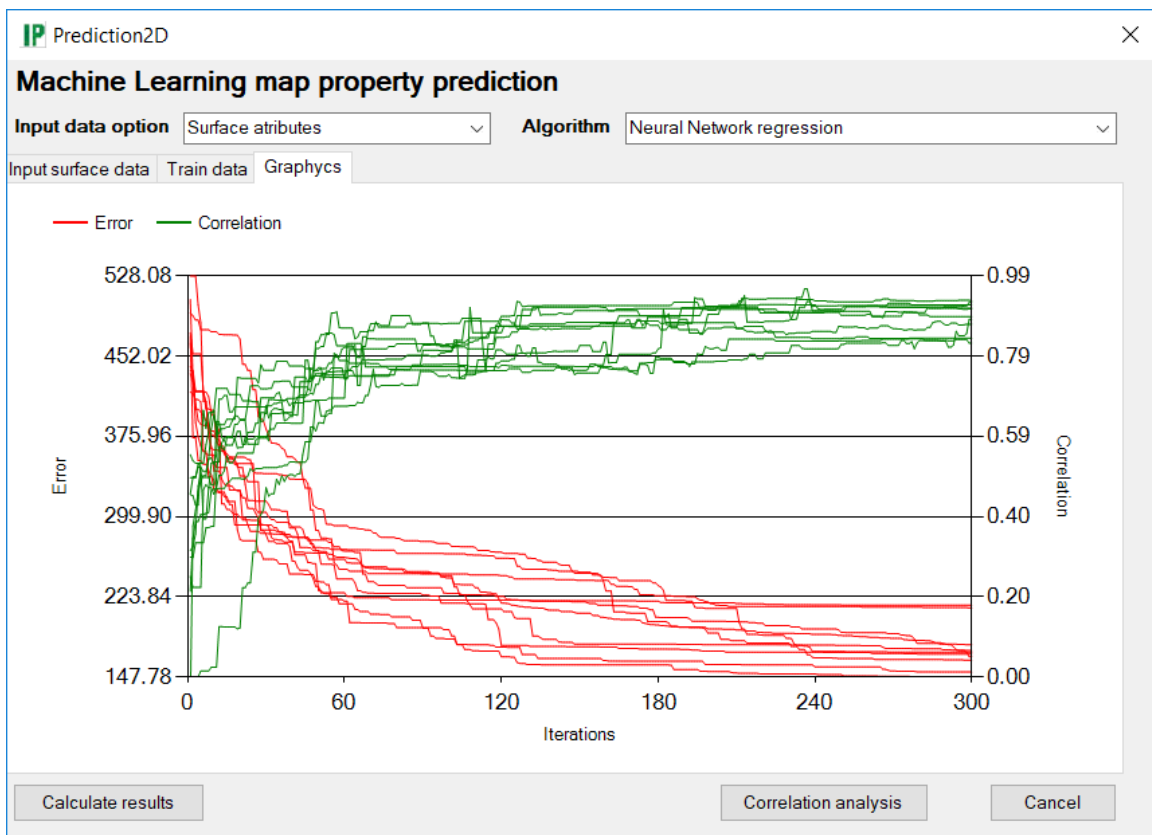 IP Prediction2D
Machine Learning map property prediction
Input data option Surface atributes Algorithm Neural Network regression
Input surface data Train data Graphycs
Error Correlation
528.08 0.99
452.02 0.79
375.96 0.59
Error Correlation
299.90 0.40
223.84 0.20
147.78 0.00
0 60 120 180 240 300
Iterations
Calculate results Correlation analysis Cancel